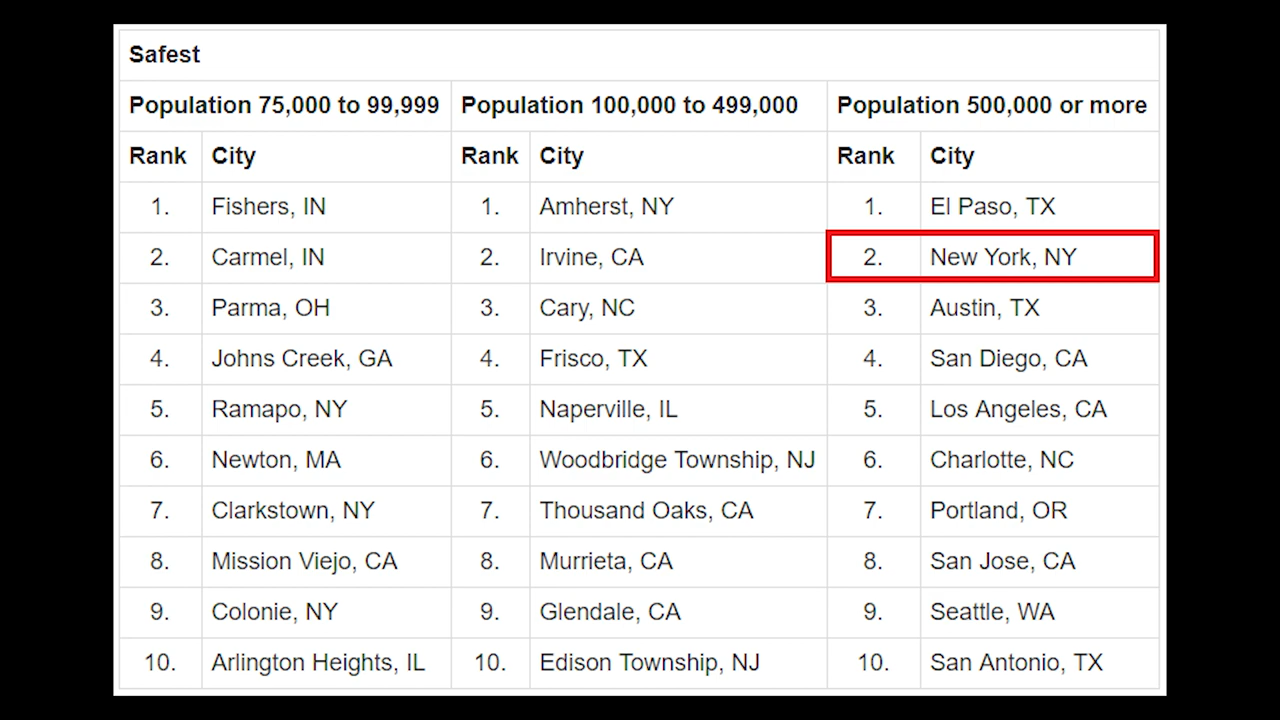 Safest
Population 75,000 to 99,999 Population 100,000 to 499,000 Population 500,000 or more
Rank City Rank City Rank City
1. Fishers, IN 1. Amherst, NY 1. El Paso, TX
2. Carmel, IN 2. Irvine, CA 2. New York, NY
3. Parma, OH 3. Cary, NC 3. Austin, TX
4. Johns Creek, GA 4. Frisco, TX 4. San Diego, CA
5. Ramapo, NY 5. Naperville, IL 5. Los Angeles, CA
6. Newton, MA 6. Woodbridge Township, NJ 6. Charlotte, NC
7. Clarkstown, NY 7. Thousand Oaks, CA 7. Portland, OR
8. Mission Viejo, CA 8. Murrieta, CA 8. San Jose, CA
9. Colonie, NY 9. Glendale, CA 9. Seattle, WA
10. Arlington Heights, IL 10. Edison Township, NJ 10. San Antonio, TX